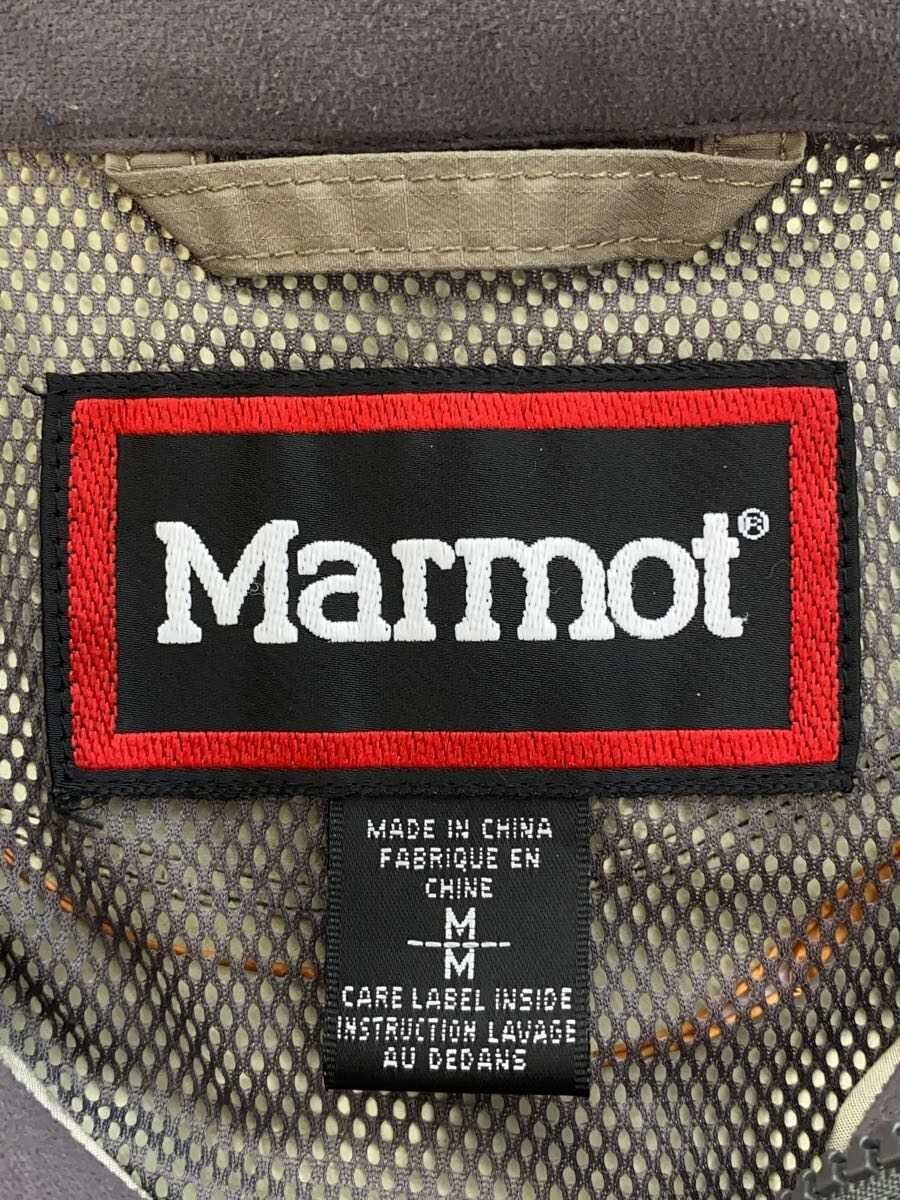 Marmot®
MADE IN CHINA
FABRIQUE EN
CHINE
M
M
CARE LABEL INSIDE
INSTRUCTION LAVAGE
AU DEDANS